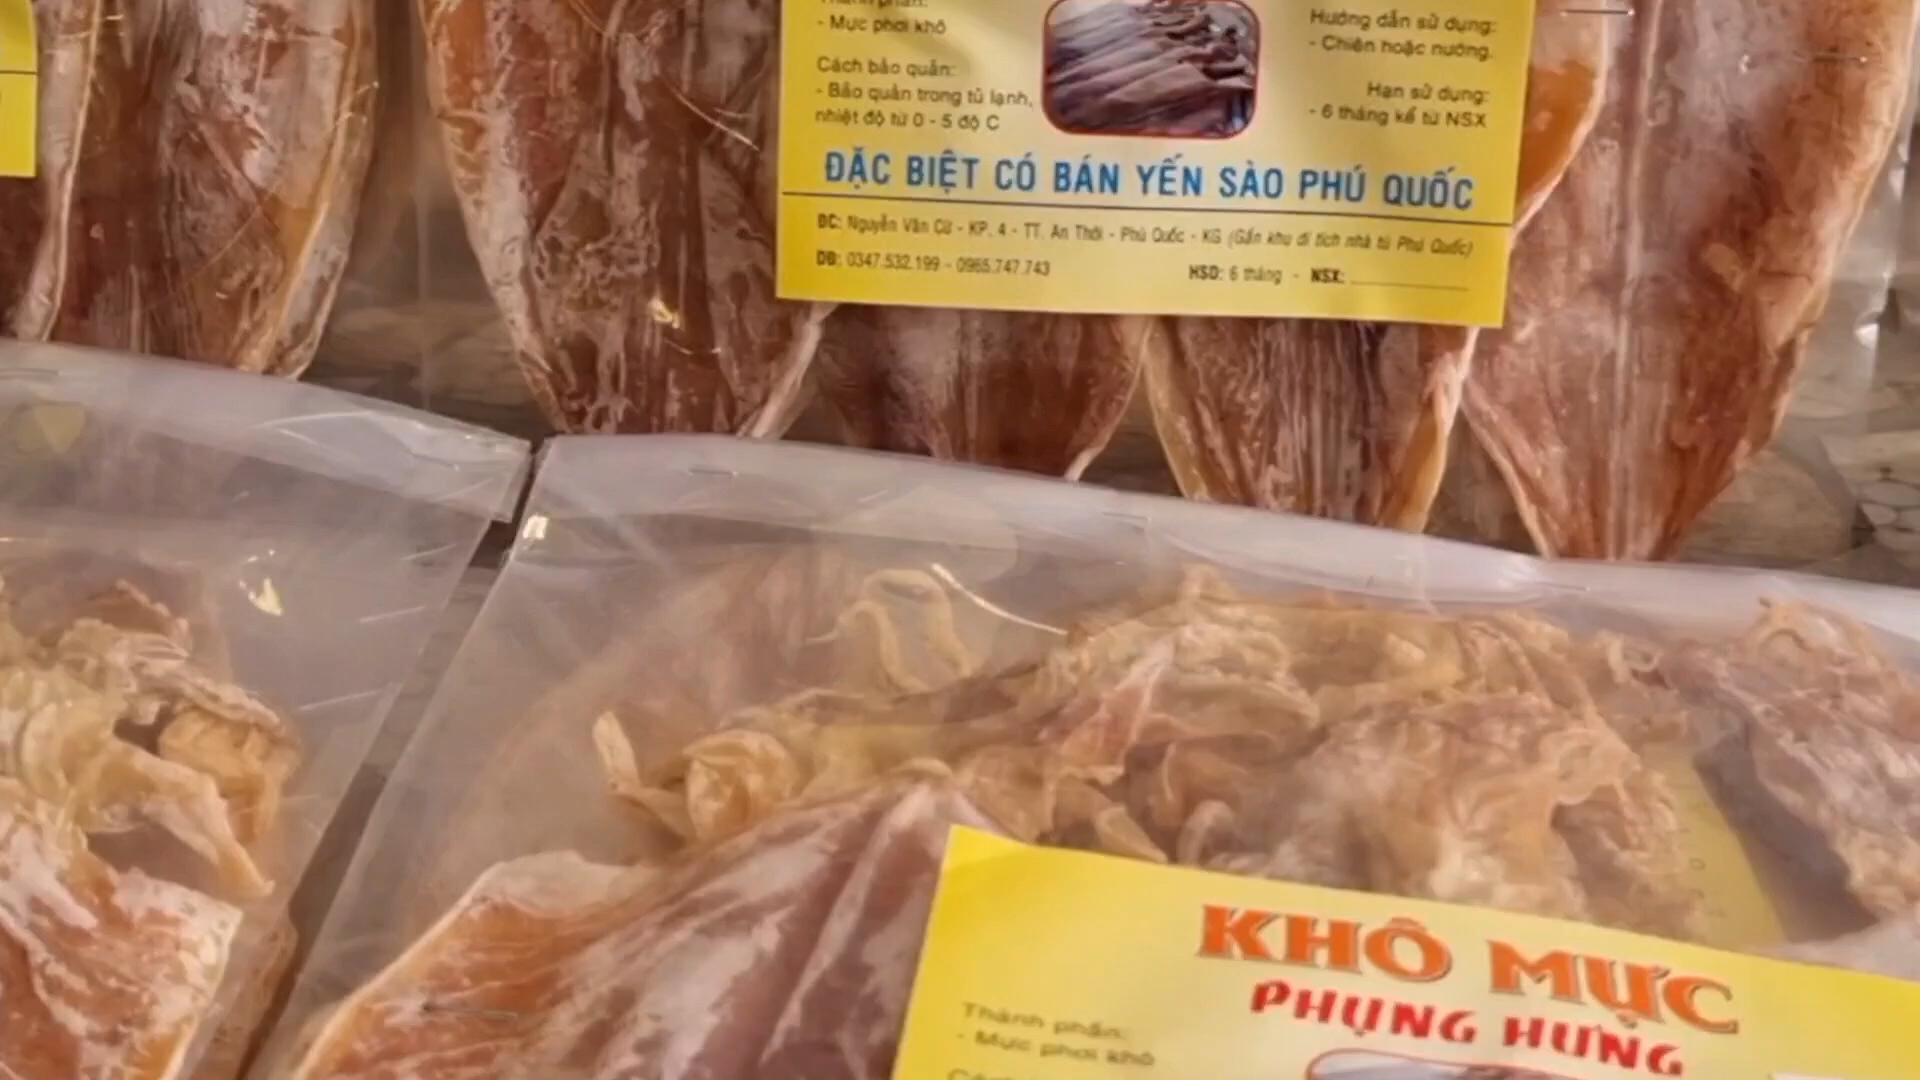 Thành phần:
- Mực phơi khô
Cách bảo quản:
- Bảo quản trong tủ lạnh,
nhiệt độ từ 0 - 5 độ C
Hướng dẫn sử dụng:
- Chiên hoặc nướng.
Hạn sử dụng:
- 6 tháng kể từ NSX
ĐẶC BIỆT CÓ BÁN YẾN SÀO PHÚ QUỐC
ĐC: Nguyễn Văn Cừ - KP. 4 - TT. An Thới - Phú Quốc - KG (Gần khu di tích nhà tù Phú Quốc)
DĐ: 0347.532.199 - 0965.747.743
HSD: 6 tháng - NSX:
KHÔ MỰC
PHỤNG HƯNG
Thành phần:
- Mực phơi khô